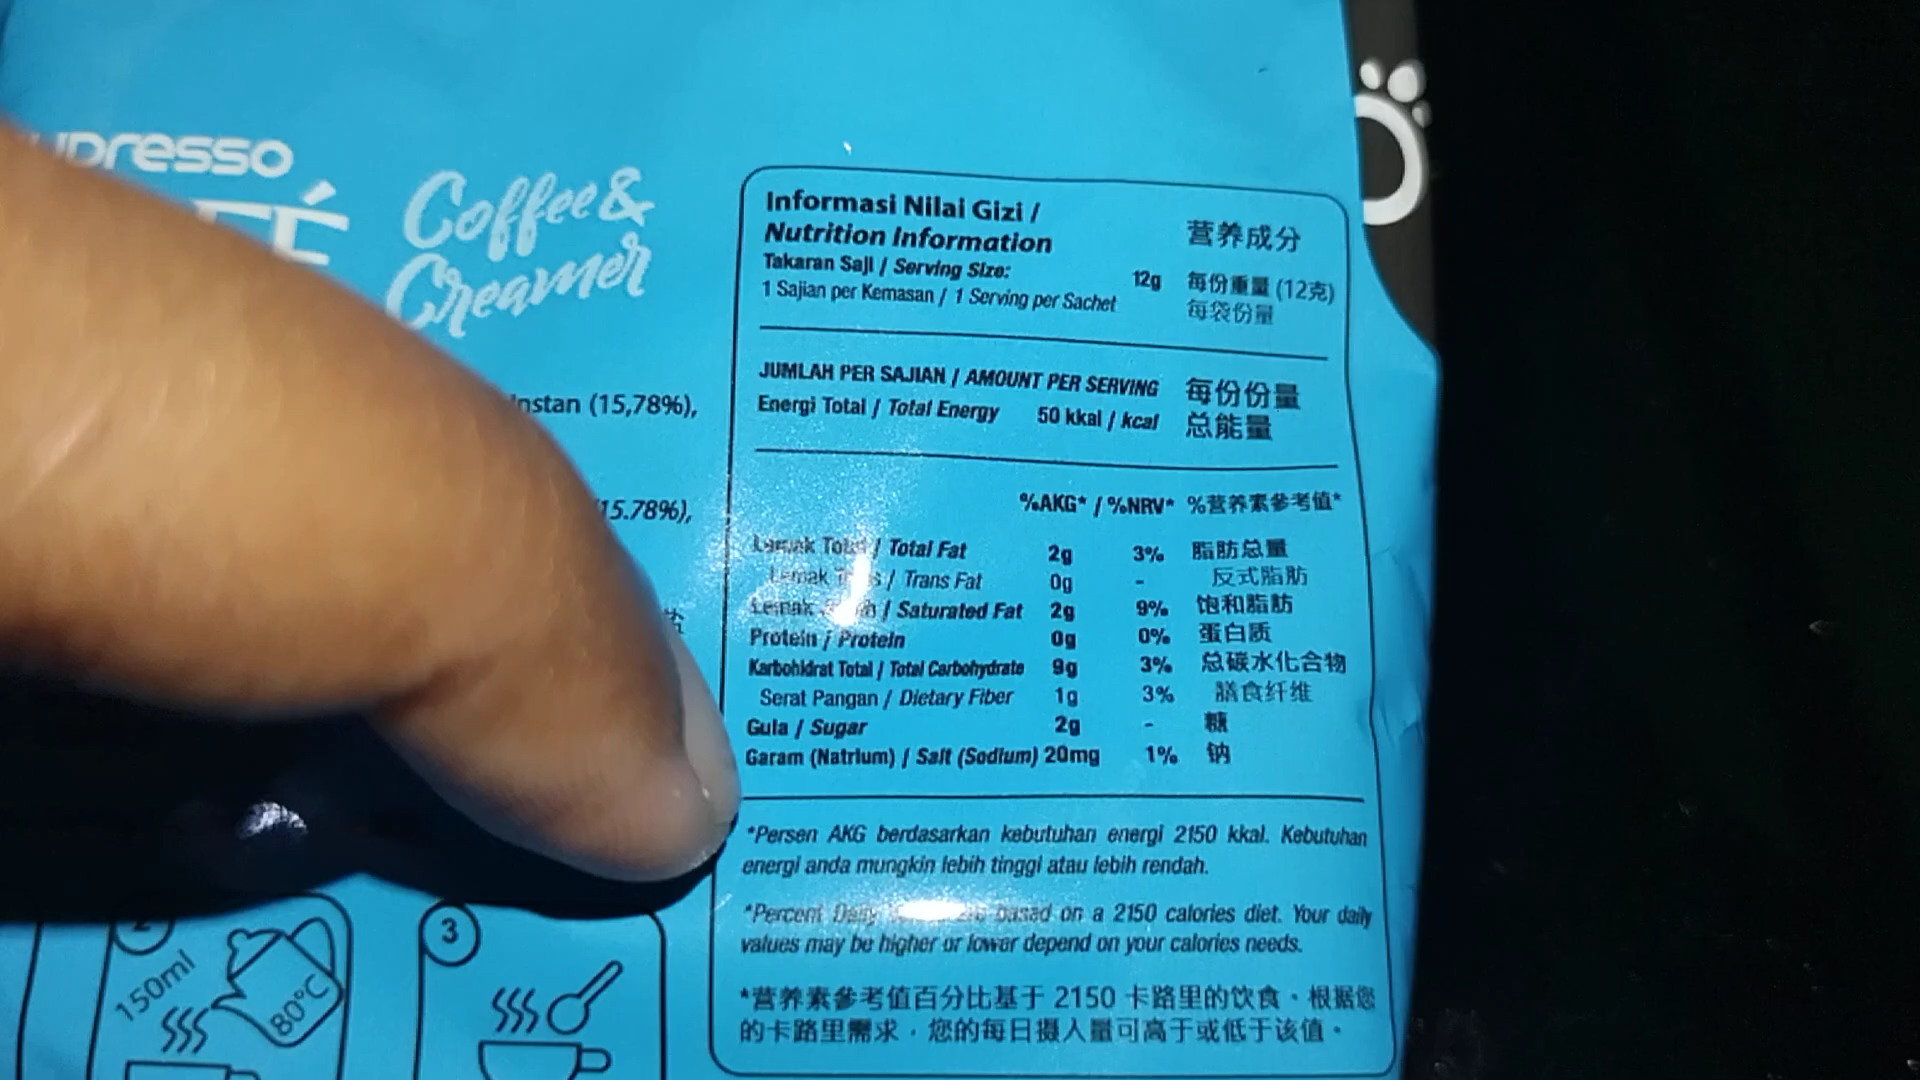 presso
Coffee &
Creamer
Instan (15,78%),
15.78%),
Informasi Nilai Gizi /
Nutrition Information
营养成分
Takaran Saji / Serving Size:
12g
每份重量 (12克)
1 Sajian per Kemasan / 1 Serving per Sachet
每袋份量
JUMLAH PER SAJIAN / AMOUNT PER SERVING 每份份量
Energi Total / Total Energy 50 kkal / kcal 总能量
%AKG* / %NRV* %营养素参考值*
Lemak Total / Total Fat 2g 3% 脂肪总量
Lemak / Trans Fat 0g - 反式脂肪
Lemak / Saturated Fat 2g 9% 饱和脂肪
Protein / Protein 0g 0% 蛋白质
Karbohidrat Total / Total Carbohydrate 9g 3% 总碳水化合物
Serat Pangan / Dietary Fiber 1g 3% 膳食纤维
Gula / Sugar 2g - 糖
Garam (Natrium) / Salt (Sodium) 20mg 1% 钠
*Persen AKG berdasarkan kebutuhan energi 2150 kkal. Kebutuhan
energi anda mungkin lebih tinggi atau lebih rendah.
*Percent Daily based on a 2150 calories diet. Your daily
values may be higher or lower depend on your calories needs.
*营养素参考值百分比基于 2150 卡路里的饮食。根据您
的卡路里需求，您的每日摄入量可高于或低于该值。
2
150ml
80°C
3